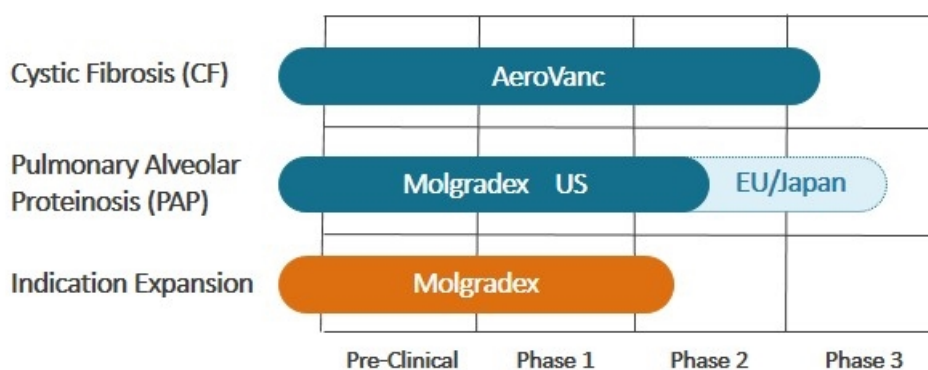 Cystic Fibrosis (CF)
AeroVanc
Pulmonary Alveolar
Proteinosis (PAP)
Molgradex US
EU/Japan
Indication Expansion
Molgradex
Pre-Clinical
Phase 1
Phase 2
Phase 3